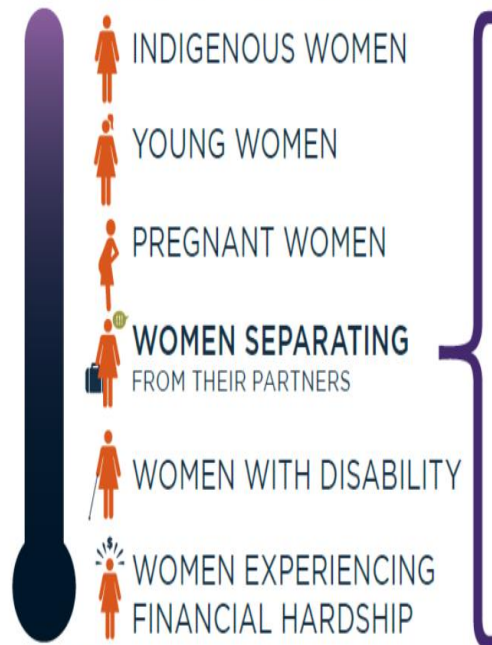 INDIGENOUS WOMEN
YOUNG WOMEN
PREGNANT WOMEN
WOMEN SEPARATING
FROM THEIR PARTNERS
WOMEN WITH DISABILITY
$
WOMEN EXPERIENCING
FINANCIAL HARDSHIP